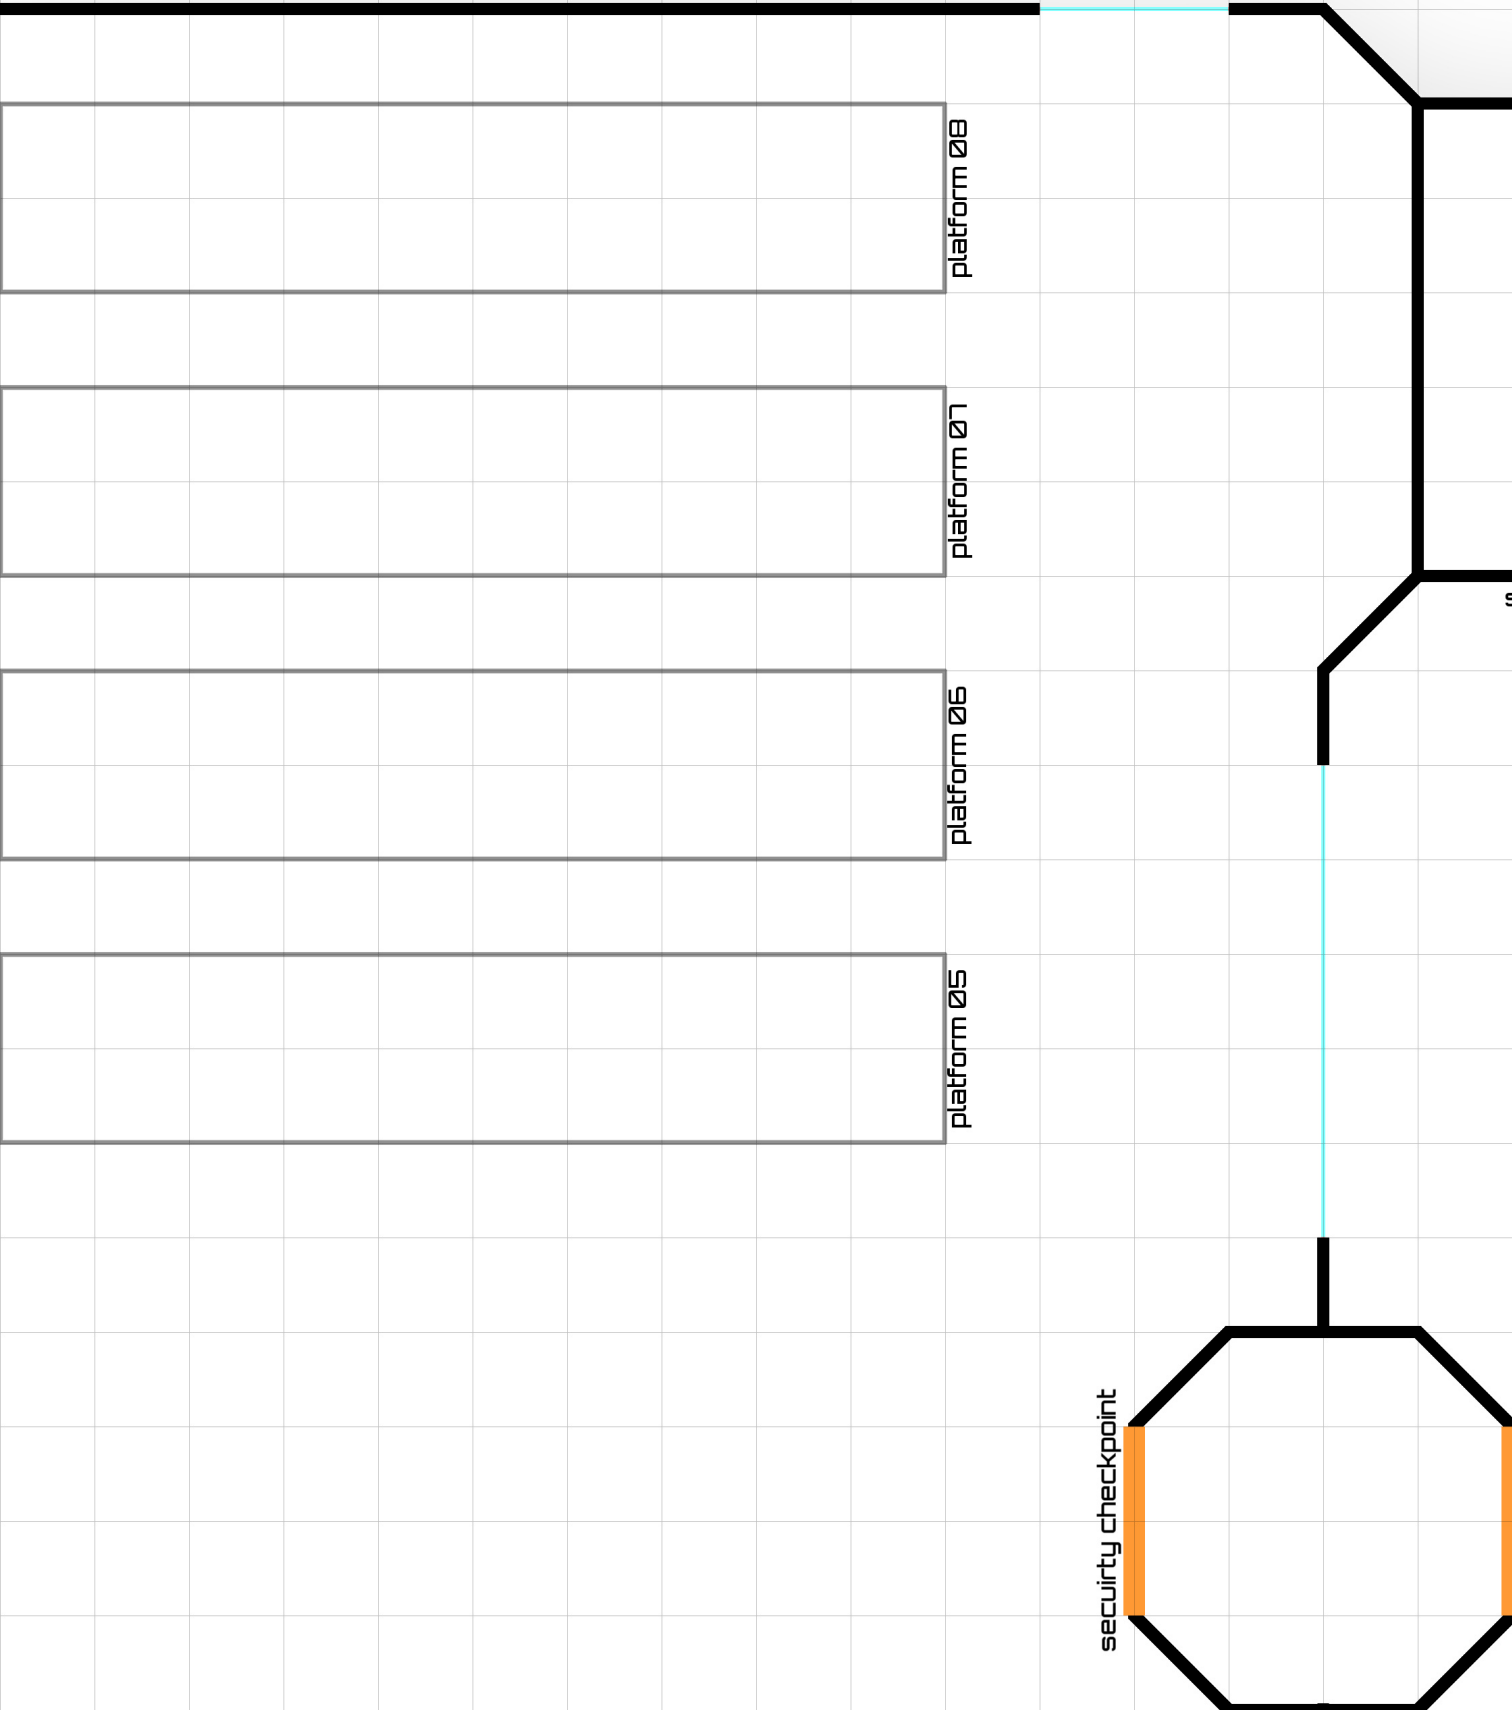 platform 08
platform 07
platform 06
platform 05
secuirty checkpoint